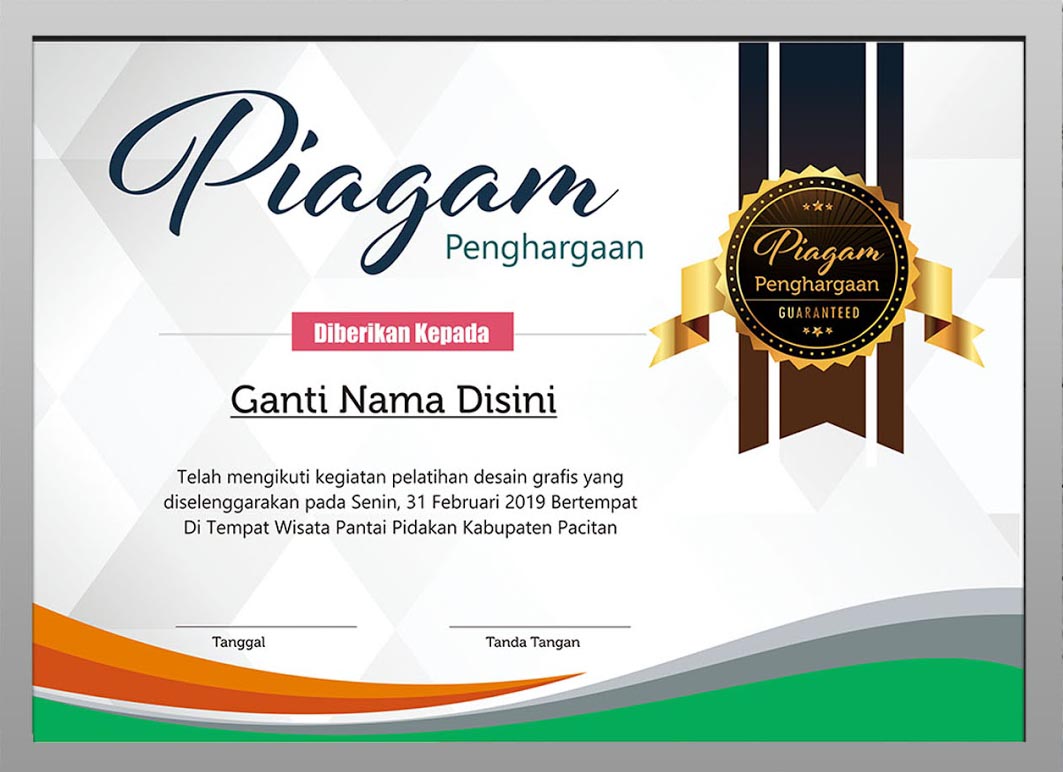 Piagam
Penghargaan
Diberikan Kepada
Ganti Nama Disini
Telah mengikuti kegiatan pelatihan desain grafis yang
diselenggarakan pada Senin, 31 Februari 2019 Bertempat
Di Tempat Wisata Pantai Pidakan Kabupaten Pacitan
Tanggal
Tanda Tangan
Piagam
Penghargaan
GUARANTEED